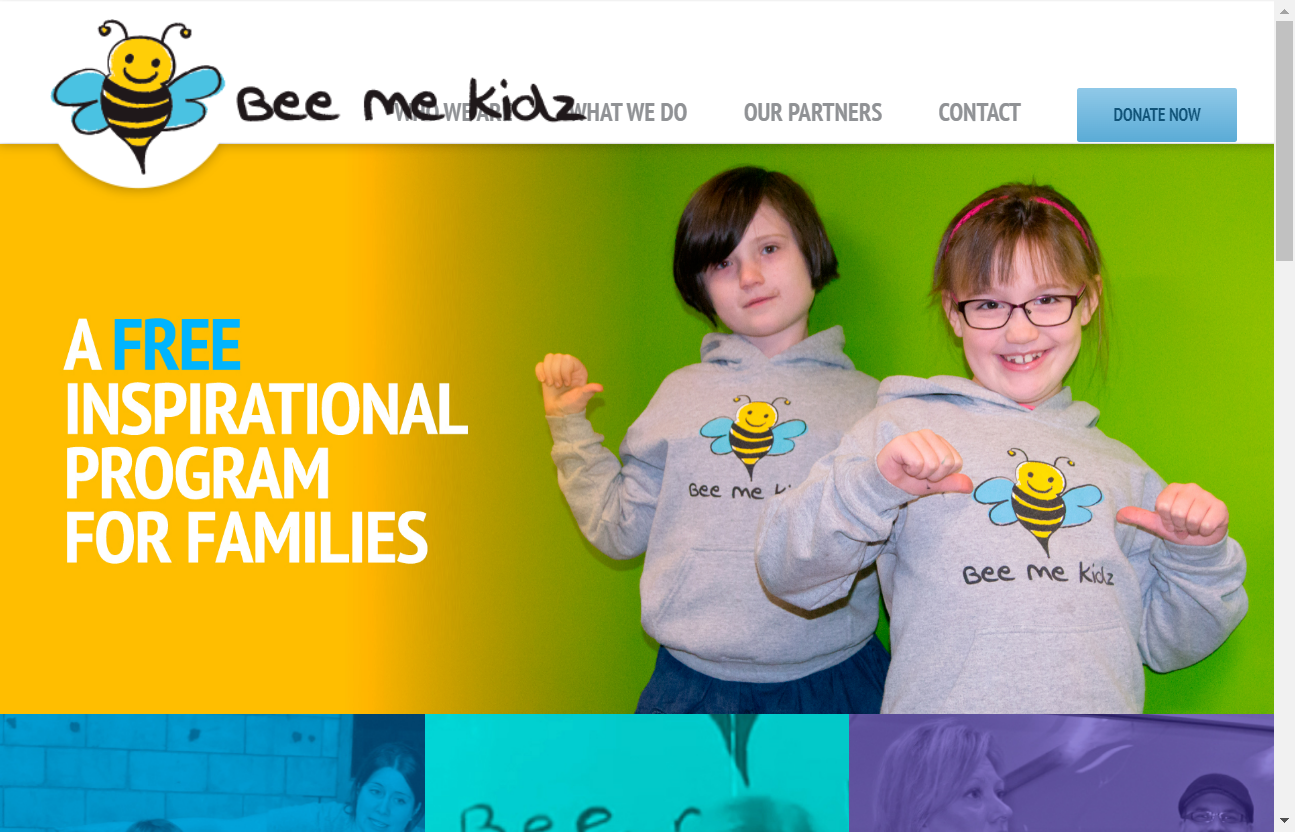 Bee me Kidz
WHO WE ARE
WHAT WE DO
OUR PARTNERS
CONTACT
DONATE NOW
A FREE
INSPIRATIONAL
PROGRAM
FOR FAMILIES
Bee me Ki
Bee me Kidz
Bee